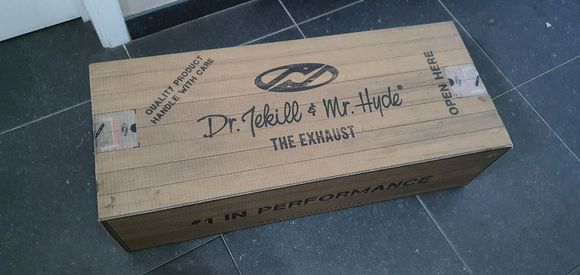 QUALITY PRODUCT
HANDLE WITH CARE
Dr. Jekill & Mr. Hyde®
THE EXHAUST
OPEN HERE
#1 IN PERFORMANCE